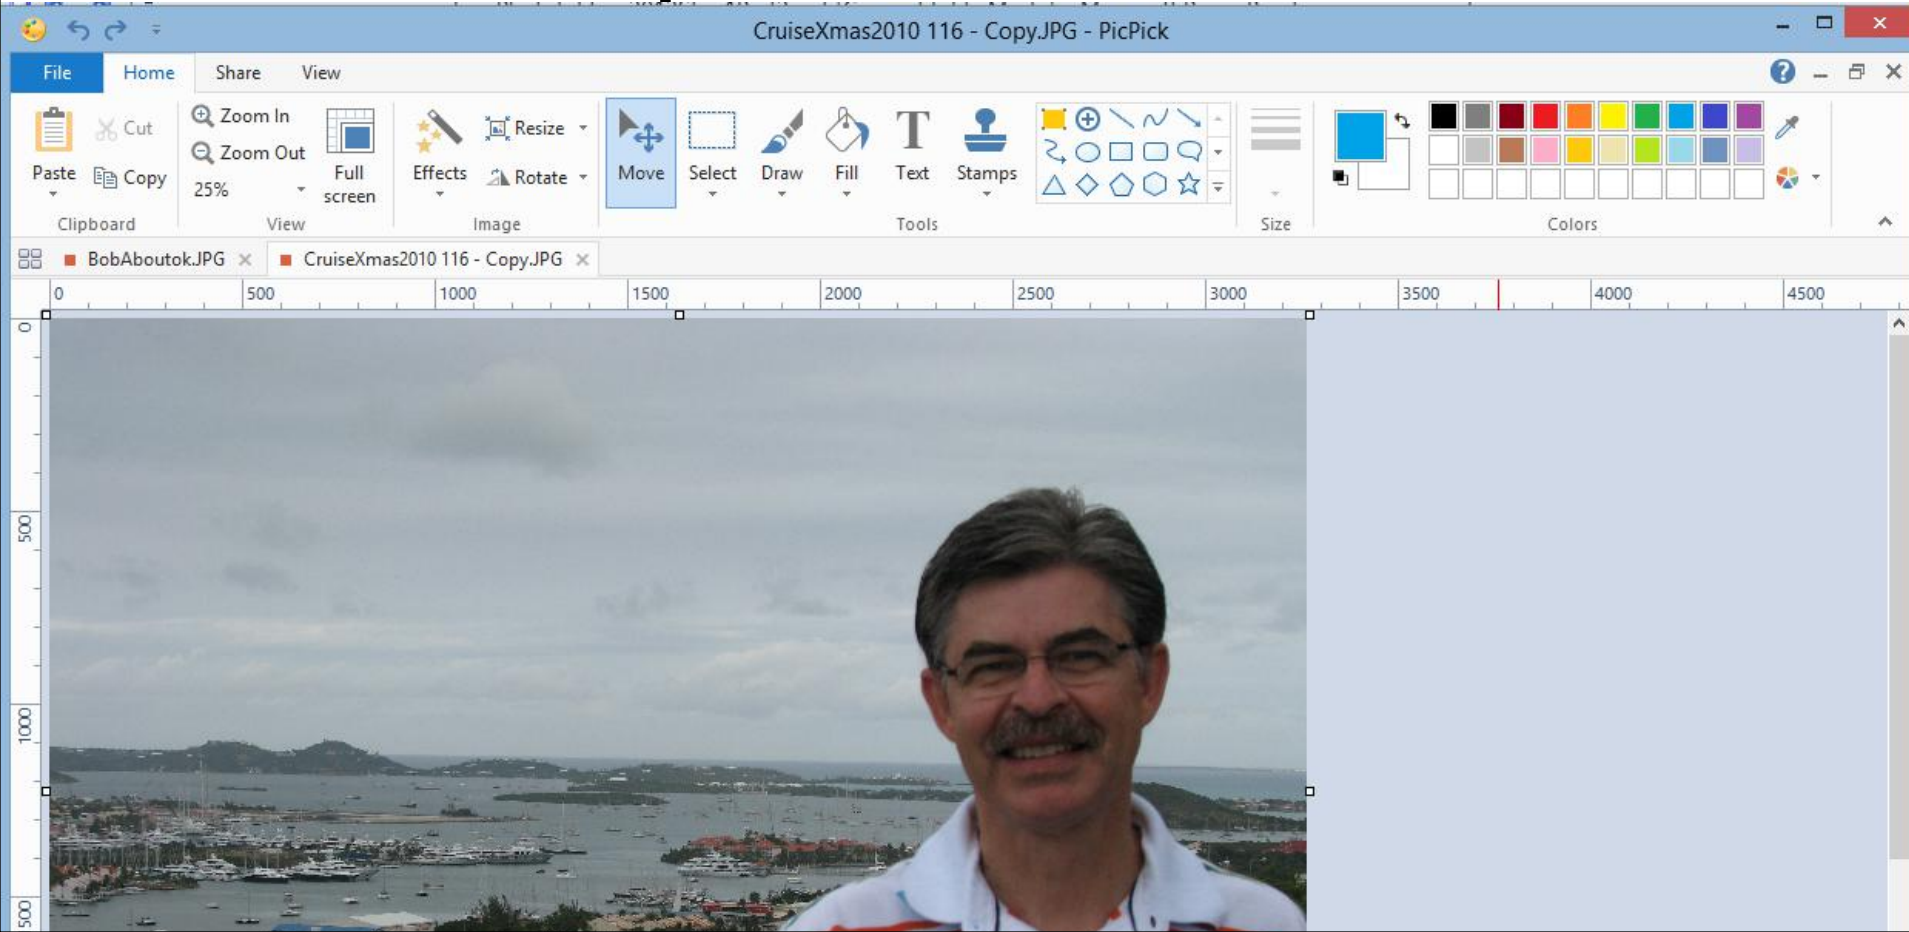 CruiseXmas2010 116 - Copy.JPG - PicPick
File Home Share View
Paste Cut Copy
Clipboard
Zoom In
Zoom Out
25%
Full screen
View
Effects Resize Rotate
Image
Move Select Draw Fill Text Stamps
Tools
Size
Colors
BobAboutok.JPG CruiseXmas2010 116 - Copy.JPG
0 500 1000 1500 2000 2500 3000 3500 4000 4500
0
500
1000
500